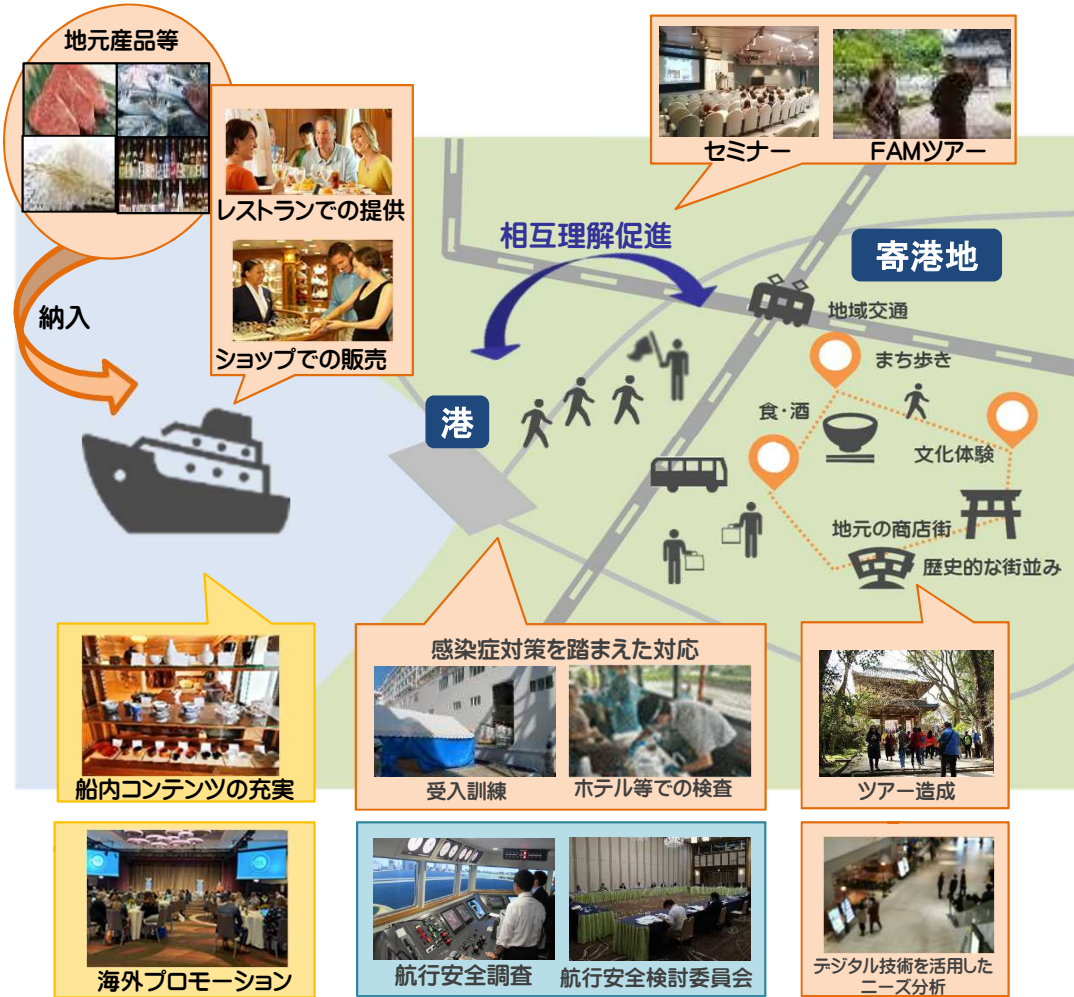 地元産品等
レストランでの提供
ショップでの販売
納入
セミナー
FAMツアー
相互理解促進
寄港地
港
地域交通
まち歩き
食・酒
文化体験
地元の商店街
歴史的な街並み
船内コンテンツの充実
感染症対策を踏まえた対応
受入訓練
ホテル等での検査
ツアー造成
海外プロモーション
航行安全調査
航行安全検討委員会
デジタル技術を活用した
ニーズ分析